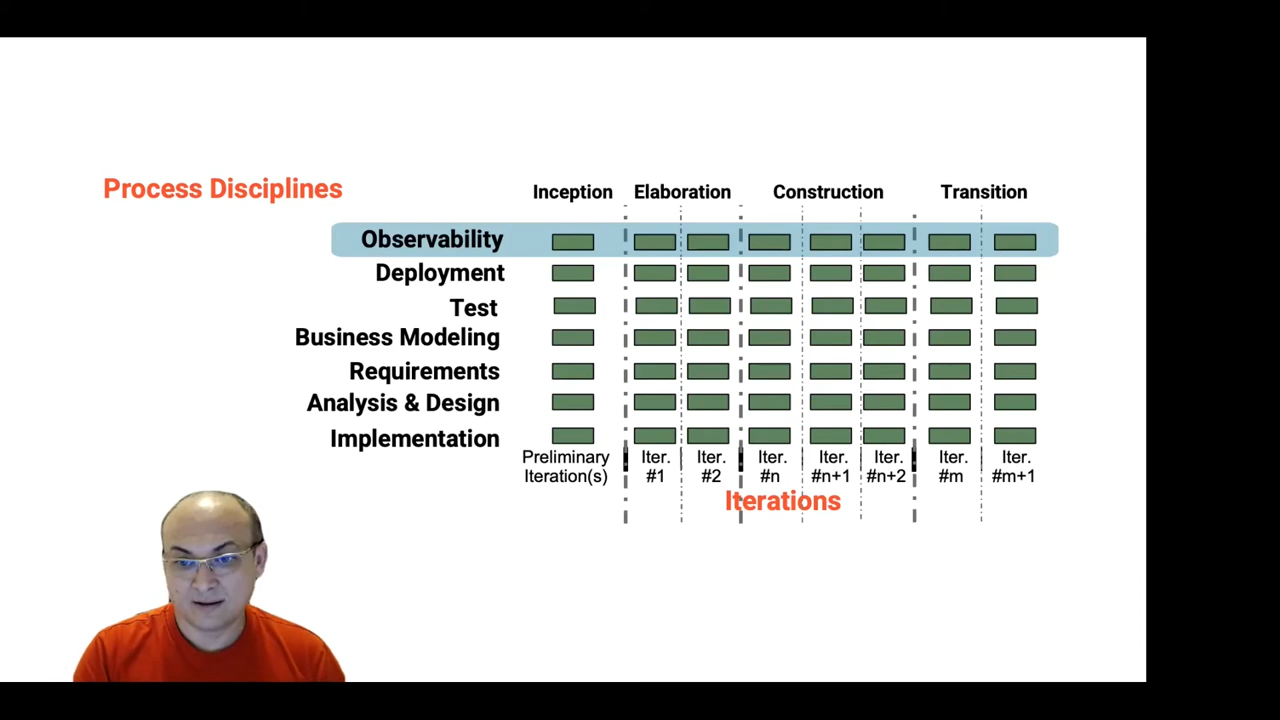 Process Disciplines
Inception Elaboration Construction Transition
Observability
Deployment
Test
Business Modeling
Requirements
Analysis & Design
Implementation
Preliminary Iter. Iter. Iter. Iter. Iter. Iter. Iter.
Iteration(s) #1 #2 #n #n+1 #n+2 #m #m+1
Iterations